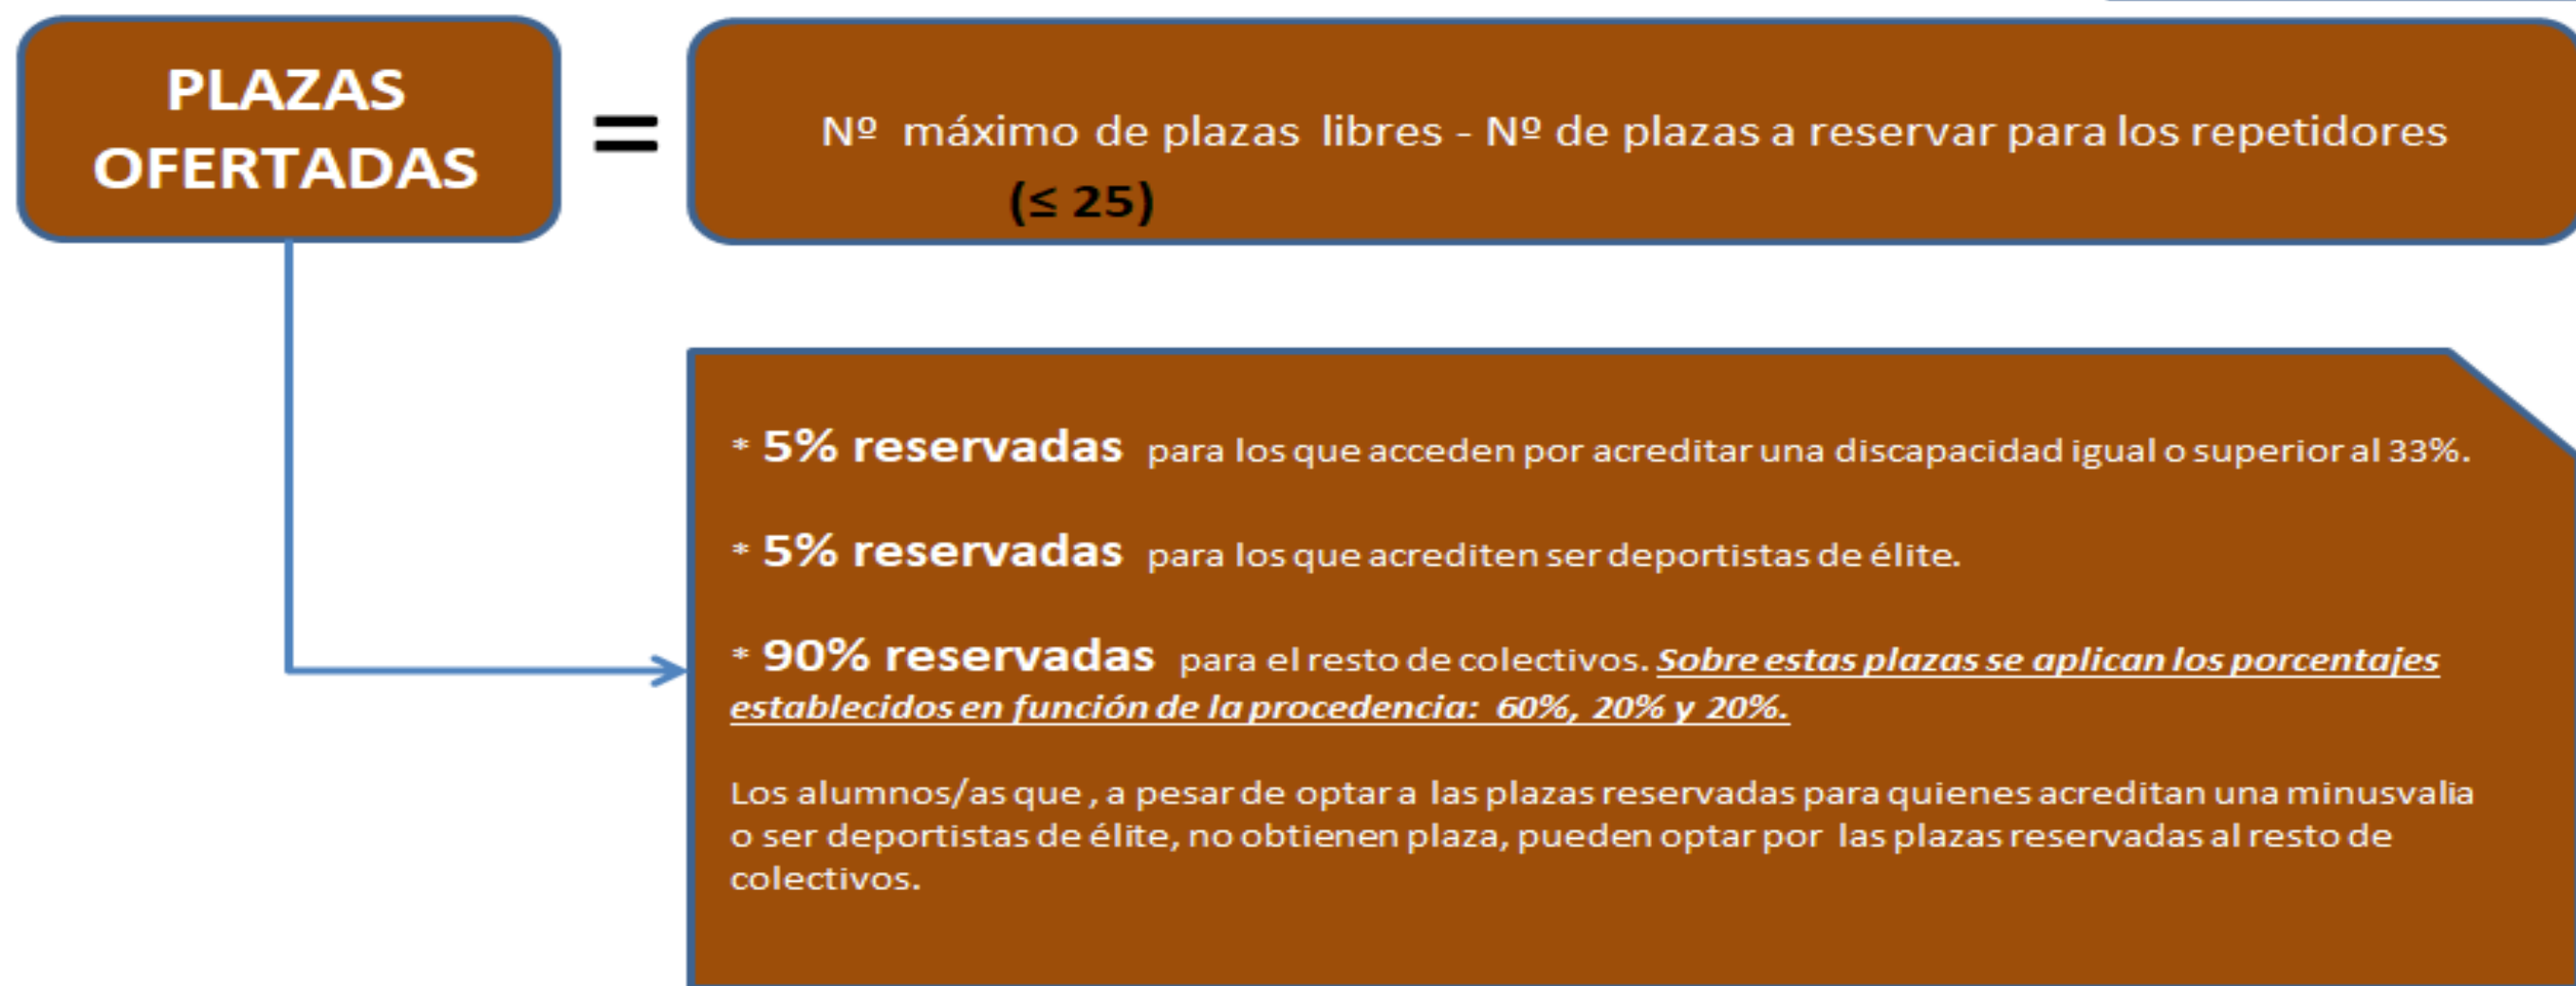 PLAZAS
OFERTADAS
=
Nº máximo de plazas libres - Nº de plazas a reservar para los repetidores
(≤ 25)
* 5% reservadas para los que acceden por acreditar una discapacidad igual o superior al 33%.
* 5% reservadas para los que acrediten ser deportistas de élite.
* 90% reservadas para el resto de colectivos. Sobre estas plazas se aplican los porcentajes
establecidos en función de la procedencia: 60%, 20% y 20%.
Los alumnos/as que , a pesar de optar a las plazas reservadas para quienes acreditan una minusvalia
o ser deportistas de élite, no obtienen plaza, pueden optar por las plazas reservadas al resto de
colectivos.